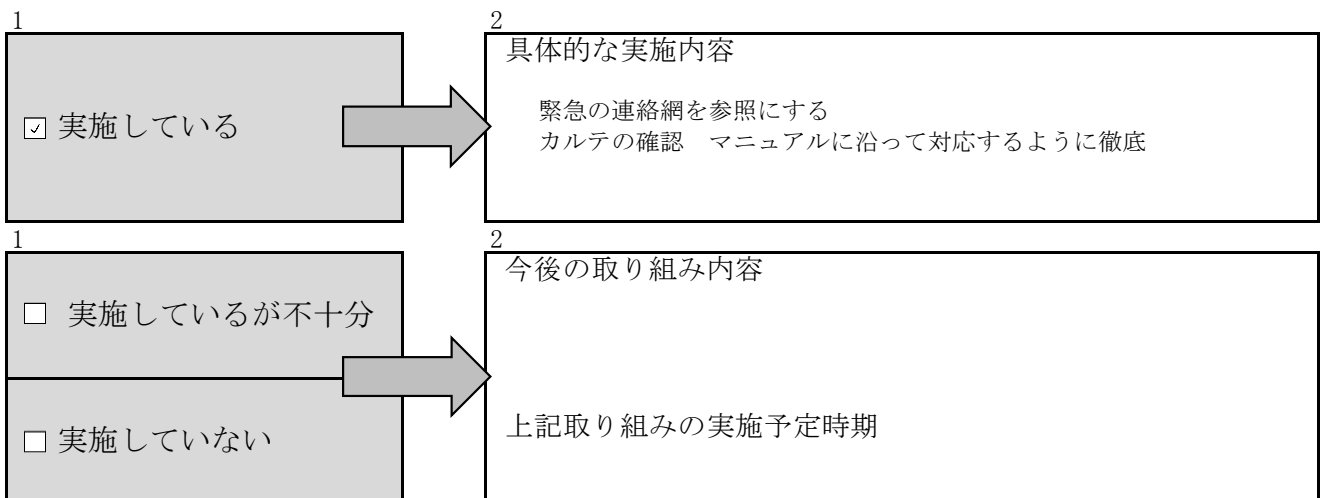 1
2
☑ 実施している
具体的な実施内容
緊急の連絡網を参照にする
カルテの確認　マニュアルに沿って対応するように徹底
1
2
□ 実施しているが不十分
□ 実施していない
今後の取り組み内容
上記取り組みの実施予定時期